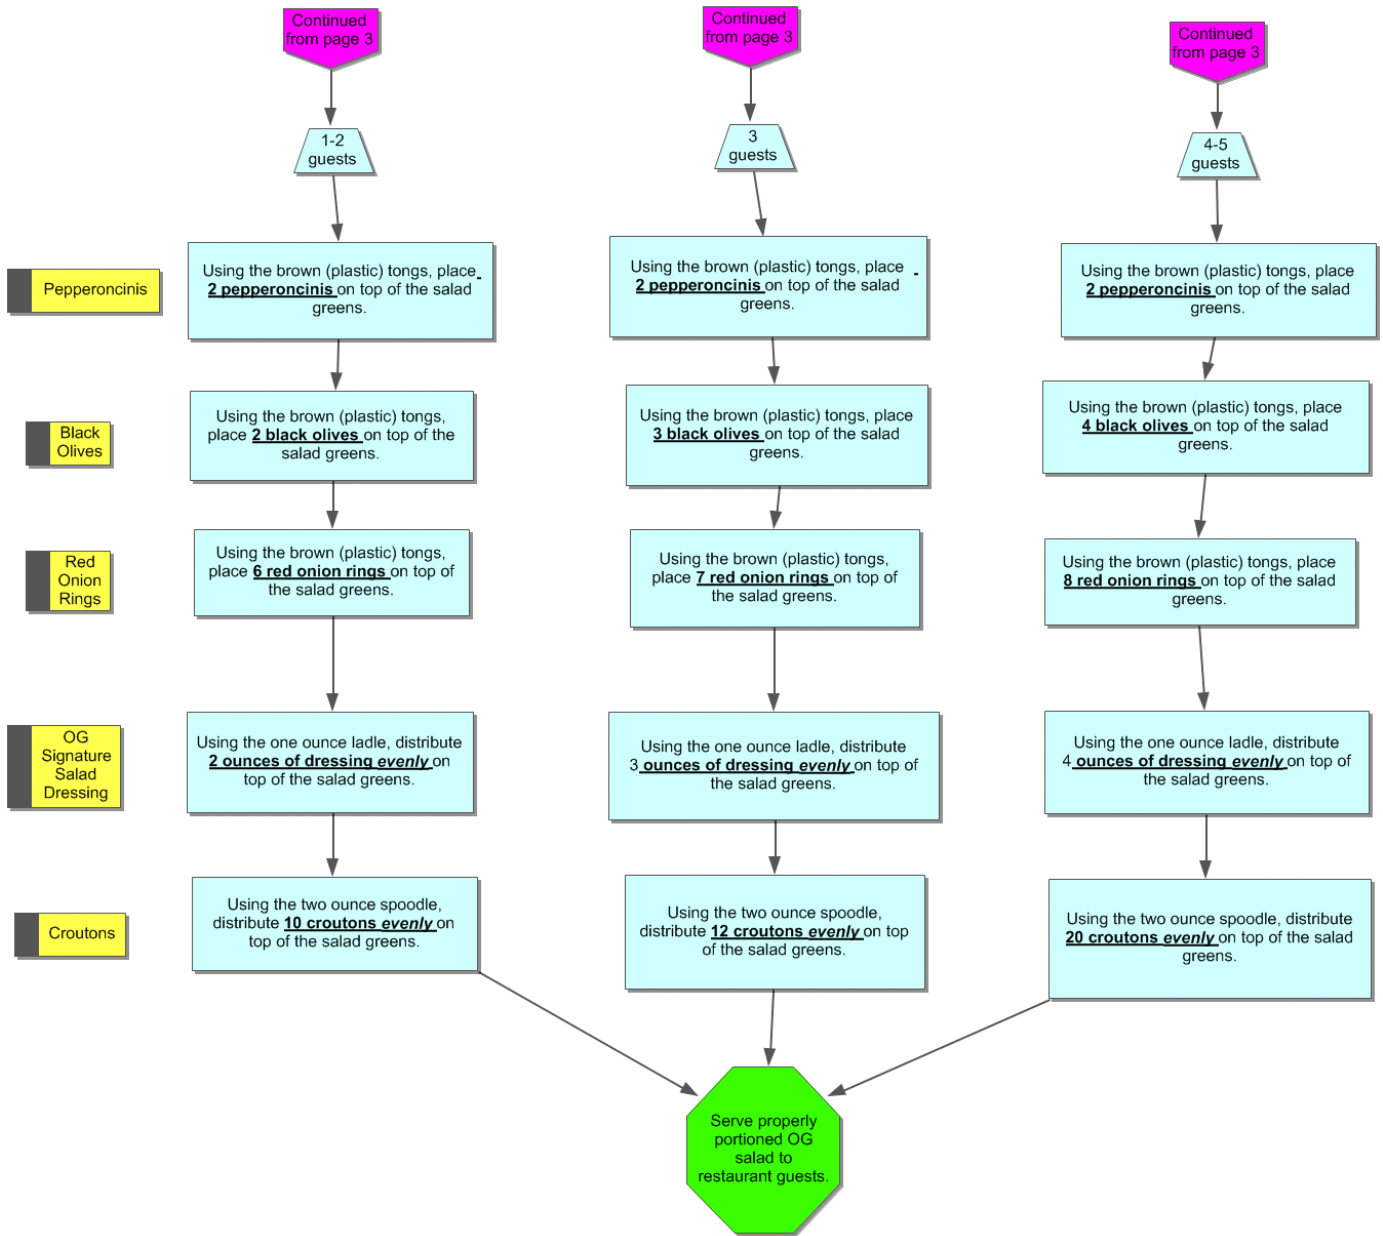 Continued
from page 3
Continued
from page 3
Continued
from page 3
1-2
guests
3
guests
4-5
guests
Pepperoncinis
Using the brown (plastic) tongs, place
2 pepperoncinis on top of the salad
greens.
Using the brown (plastic) tongs, place
2 pepperoncinis on top of the salad
greens.
Using the brown (plastic) tongs, place
2 pepperoncinis on top of the salad
greens.
Black
Olives
Using the brown (plastic) tongs,
place 2 black olives on top of the
salad greens.
Using the brown (plastic) tongs, place
3 black olives on top of the salad
greens.
Using the brown (plastic) tongs, place
4 black olives on top of the salad
greens.
Red
Onion
Rings
Using the brown (plastic) tongs,
place 6 red onion rings on top of
the salad greens.
Using the brown (plastic) tongs,
place 7 red onion rings on top of
the salad greens.
Using the brown (plastic) tongs, place
8 red onion rings on top of the salad
greens.
OG
Signature
Salad
Dressing
Using the one ounce ladle, distribute
2 ounces of dressing evenly on
top of the salad greens.
Using the one ounce ladle, distribute
3 ounces of dressing evenly on top of
the salad greens.
Using the one ounce ladle, distribute
4 ounces of dressing evenly on top of
the salad greens.
Croutons
Using the two ounce spoodle,
distribute 10 croutons evenly on
top of the salad greens.
Using the two ounce spoodle,
distribute 12 croutons evenly on top
of the salad greens.
Using the two ounce spoodle, distribute
20 croutons evenly on top of the salad
greens.
Serve properly
portioned OG
salad to
restaurant guests.